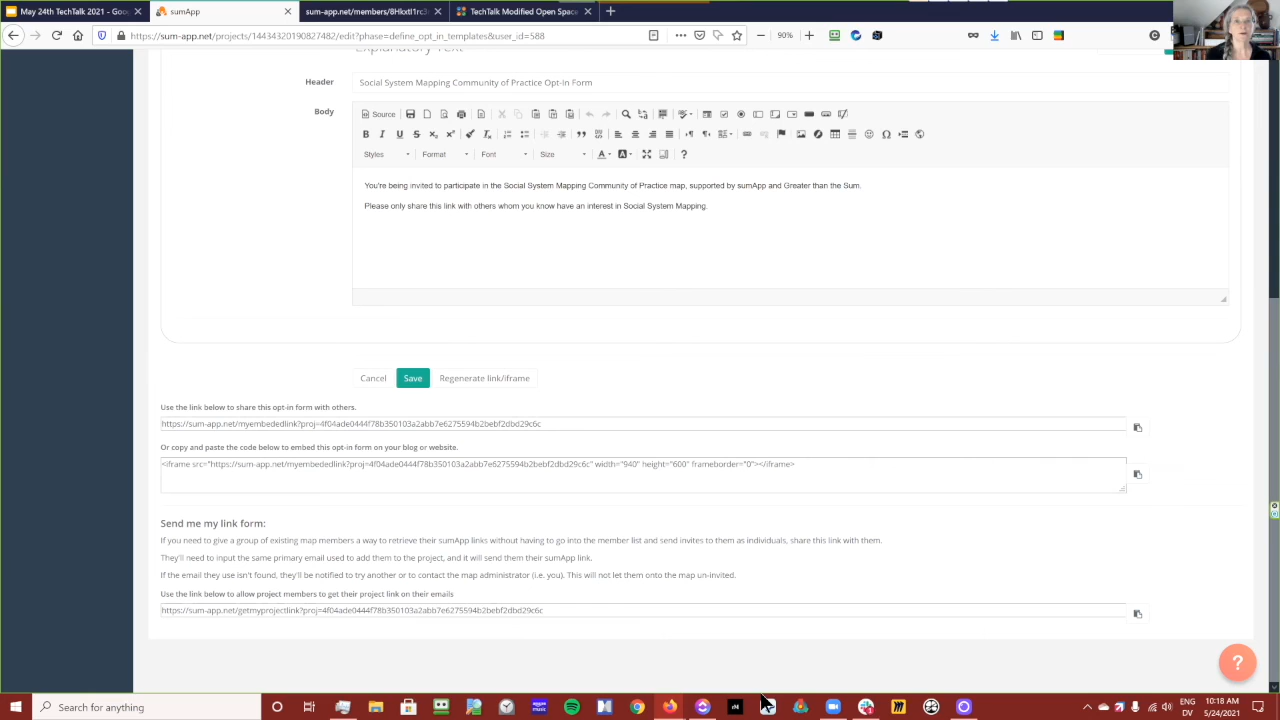 May 24th TechTalk 2021 - Goo
sumApp
sum-app.net/members/8Hkxtl1rc3
TechTalk Modified Open Space
https://sum-app.net/projects/14434320190827482/edit?phase=define_opt_in_templates&user_id=588
90%
Explanatory Text
Header
Social System Mapping Community of Practice Opt-in Form
Body
Source
Styles
Format
Font
Size
You're being invited to participate in the Social System Mapping Community of Practice map, supported by sumApp and Greater than the Sum.
Please only share this link with others whom you know have an interest in Social System Mapping.
Cancel
Save
Regenerate link/iframe
Use the link below to share this opt-in form with others.
https://sum-app.net/myembededlink?proj=4f04ade0444f78b350103a2abb7e6275594b2bebf2dbd29c6c
Or copy and paste the code below to embed this opt-in form on your blog or website.
<iframe src="https://sum-app.net/myembededlink?proj=4f04ade0444f78b350103a2abb7e6275594b2bebf2dbd29c6c" width="940" height="600" frameborder="0"></iframe>
Send me my link form:
If you need to give a group of existing map members a way to retrieve their sumApp links without having to go into the member list and send invites to them as individuals, share this link with them.
They'll need to input the same primary email used to add them to the project, and it will send them their sumApp link.
If the email they use isn't found, they'll be notified to try another or to contact the map administrator (i.e. you). This will not let them onto the map un-invited.
Use the link below to allow project members to get their project link on their emails
https://sum-app.net/getmyprojectlink?proj=4f04ade0444f78b350103a2abb7e6275594b2bebf2dbd29c6c
?
Search for anything
ENG
DV
10:18 AM
5/24/2021